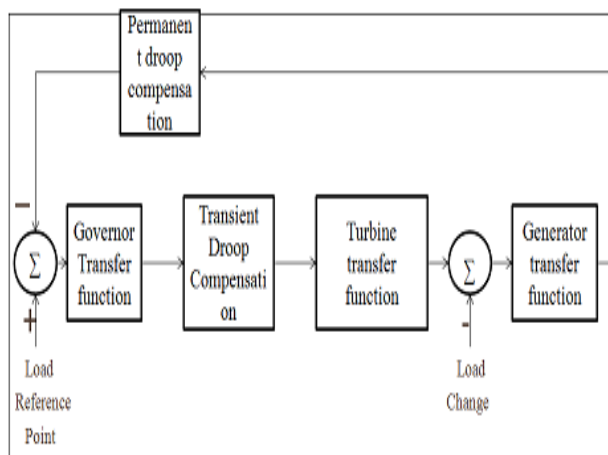 Permanen
t droop
compensa
tion
−
Σ
+
Governor
Transfer
function
Transient
Droop
Compensati
on
Turbine
transfer
function
Σ
-
Generator
transfer
function
Load
Reference
Point
Load
Change